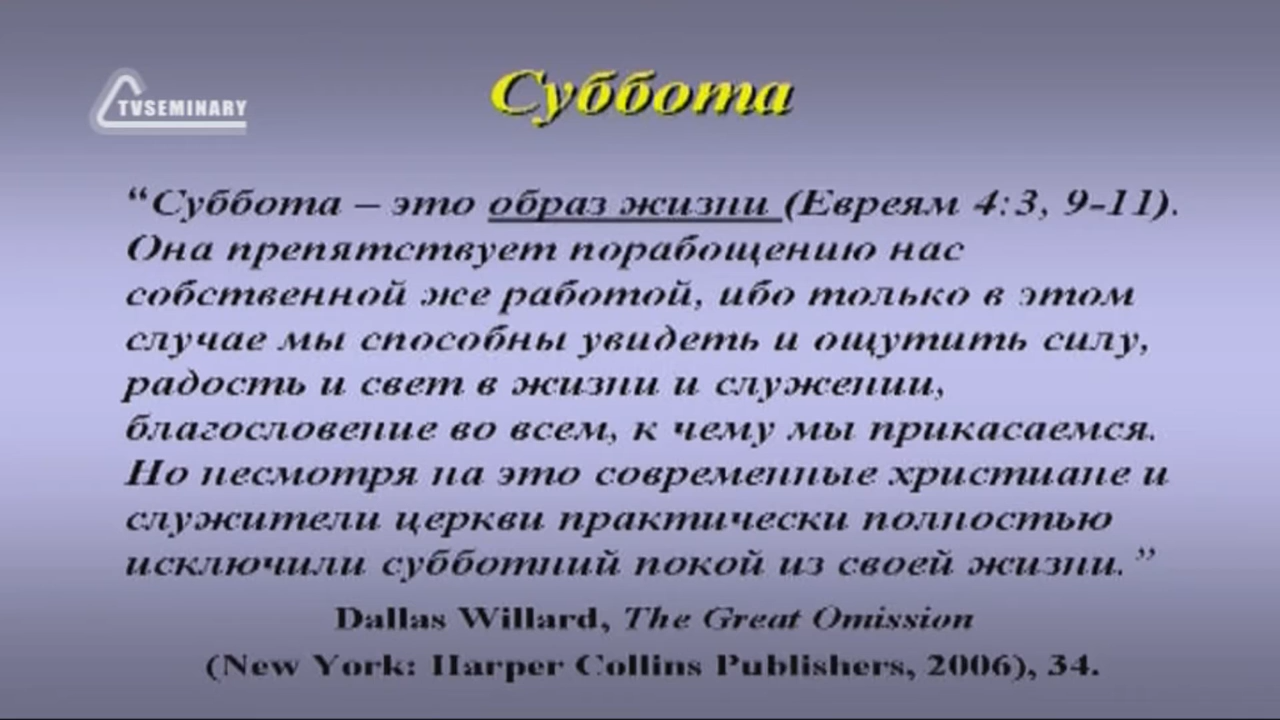 TVSEMINARY
Суббота
“Суббота – это образ жизни (Евреям 4:3, 9-11).
Она препятствует порабощению нас
собственной же работой, ибо только в этом
случае мы способны увидеть и ощутить силу,
радость и свет в жизни и служении,
благословение во всем, к чему мы прикасаемся.
Но несмотря на это современные христиане и
служители церкви практически полностью
исключили субботний покой из своей жизни.”
Dallas Willard, The Great Omission
(New York: Harper Collins Publishers, 2006), 34.